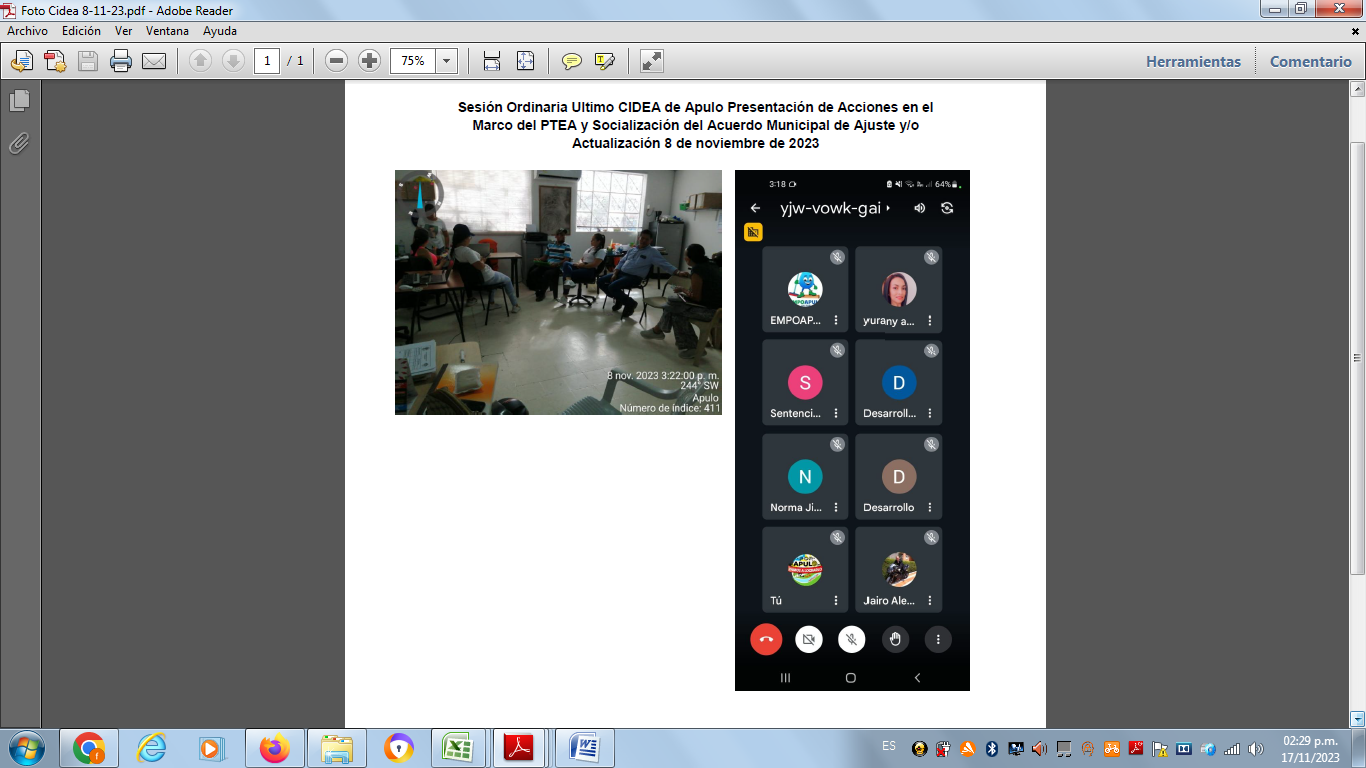 Foto Cidea 8-11-23.pdf - Adobe Reader
Archivo Edición Ver Ventana Ayuda
1 / 1 75% Herramientas Comentario
Sesión Ordinaria Ultimo CIDEA de Apulo Presentación de Acciones en el
Marco del PTEA y Socialización del Acuerdo Municipal de Ajuste y/o
Actualización 8 de noviembre de 2023
8 nov. 2023 3:22:00 p. m.
244° SW
Apulo
Número de índice: 411
3:18 64%
yjw-vowk-gai
EMPOAP... yurany a...
S D
Sentenci... Desarroll...
N D
Norma Ji... Desarrollo
APULO
Tú Jairo Ale...
ES 02:29 p.m.
17/11/2023